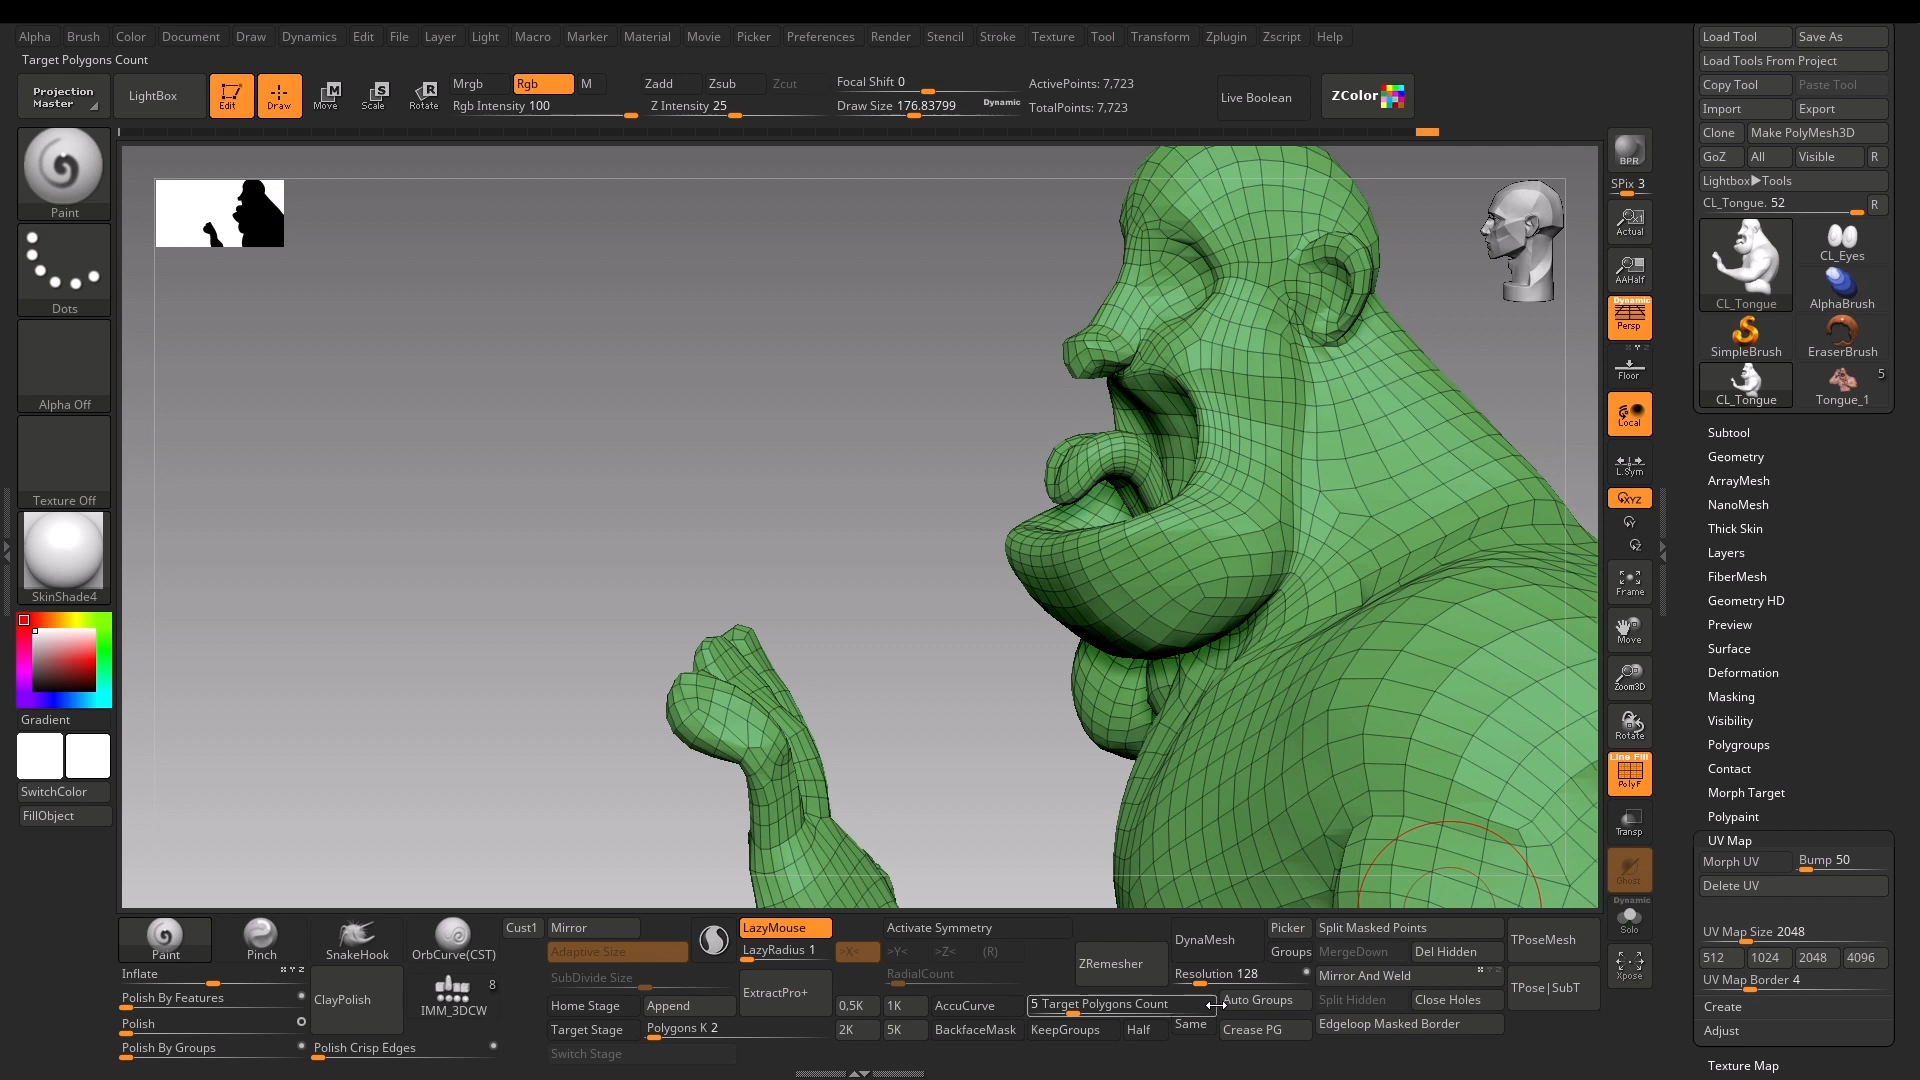 Alpha Brush Color Document Draw Dynamics Edit File Layer Light Macro Marker Material Movie Picker Preferences Render Stencil Stroke Texture Tool Transform Zplugin Zscript Help
Target Polygons Count
Projection Master
LightBox
Edit
Draw
Move
Scale
Rotate
Mrgb Rgb M
Rgb Intensity 100
Zadd Zsub Zcut
Z Intensity 25
Focal Shift 0
Draw Size 176.83799 Dynamic
ActivePoints: 7,723
TotalPoints: 7,723
Live Boolean
ZColor
Paint
Dots
Alpha Off
Texture Off
SkinShade4
Gradient
SwitchColor
FillObject
BPR
SPix 3
Actual
AAHalf
Dynamic
Persp
Floor
Local
L.Sym
XYZ
Frame
Move
Zoom3D
Rotate
Line Fill
PolyF
Transp
Ghost
Dynamic
Solo
Xpose
Load Tool Save As
Load Tools From Project
Copy Tool Paste Tool
Import Export
Clone Make PolyMesh3D
GoZ All Visible R
Lightbox▶Tools
CL_Tongue. 52 R
CL_Tongue
CL_Eyes
AlphaBrush
SimpleBrush EraserBrush
5
CL_Tongue Tongue_1
Subtool
Geometry
ArrayMesh
NanoMesh
Thick Skin
Layers
FiberMesh
Geometry HD
Preview
Surface
Deformation
Masking
Visibility
Polygroups
Contact
Morph Target
Polypaint
UV Map
Morph UV Bump 50
Delete UV
UV Map Size 2048
512 1024 2048 4096
UV Map Border 4
Create
Adjust
Texture Map
Paint Pinch SnakeHook OrbCurve(CST)
Inflate
Polish By Features
Polish
Polish By Groups
ClayPolish
8
IMM_3DCW
Polish Crisp Edges
Cust1 Mirror
Adaptive Size
SubDivide Size
Home Stage Append
Target Stage Polygons K 2
Switch Stage
LazyMouse
LazyRadius 1
ExtractPro+
Activate Symmetry
>X< >Y< >Z< (R)
RadialCount
0,5K 1K AccuCurve
2K 5K BackfaceMask
ZRemesher
5 Target Polygons Count
KeepGroups Half Same
DynaMesh
Picker
Groups
Resolution 128
Auto Groups
Crease PG
Split Masked Points
MergeDown Del Hidden
Mirror And Weld
Split Hidden Close Holes
Edgeloop Masked Border
TPoseMesh
TPose|SubT